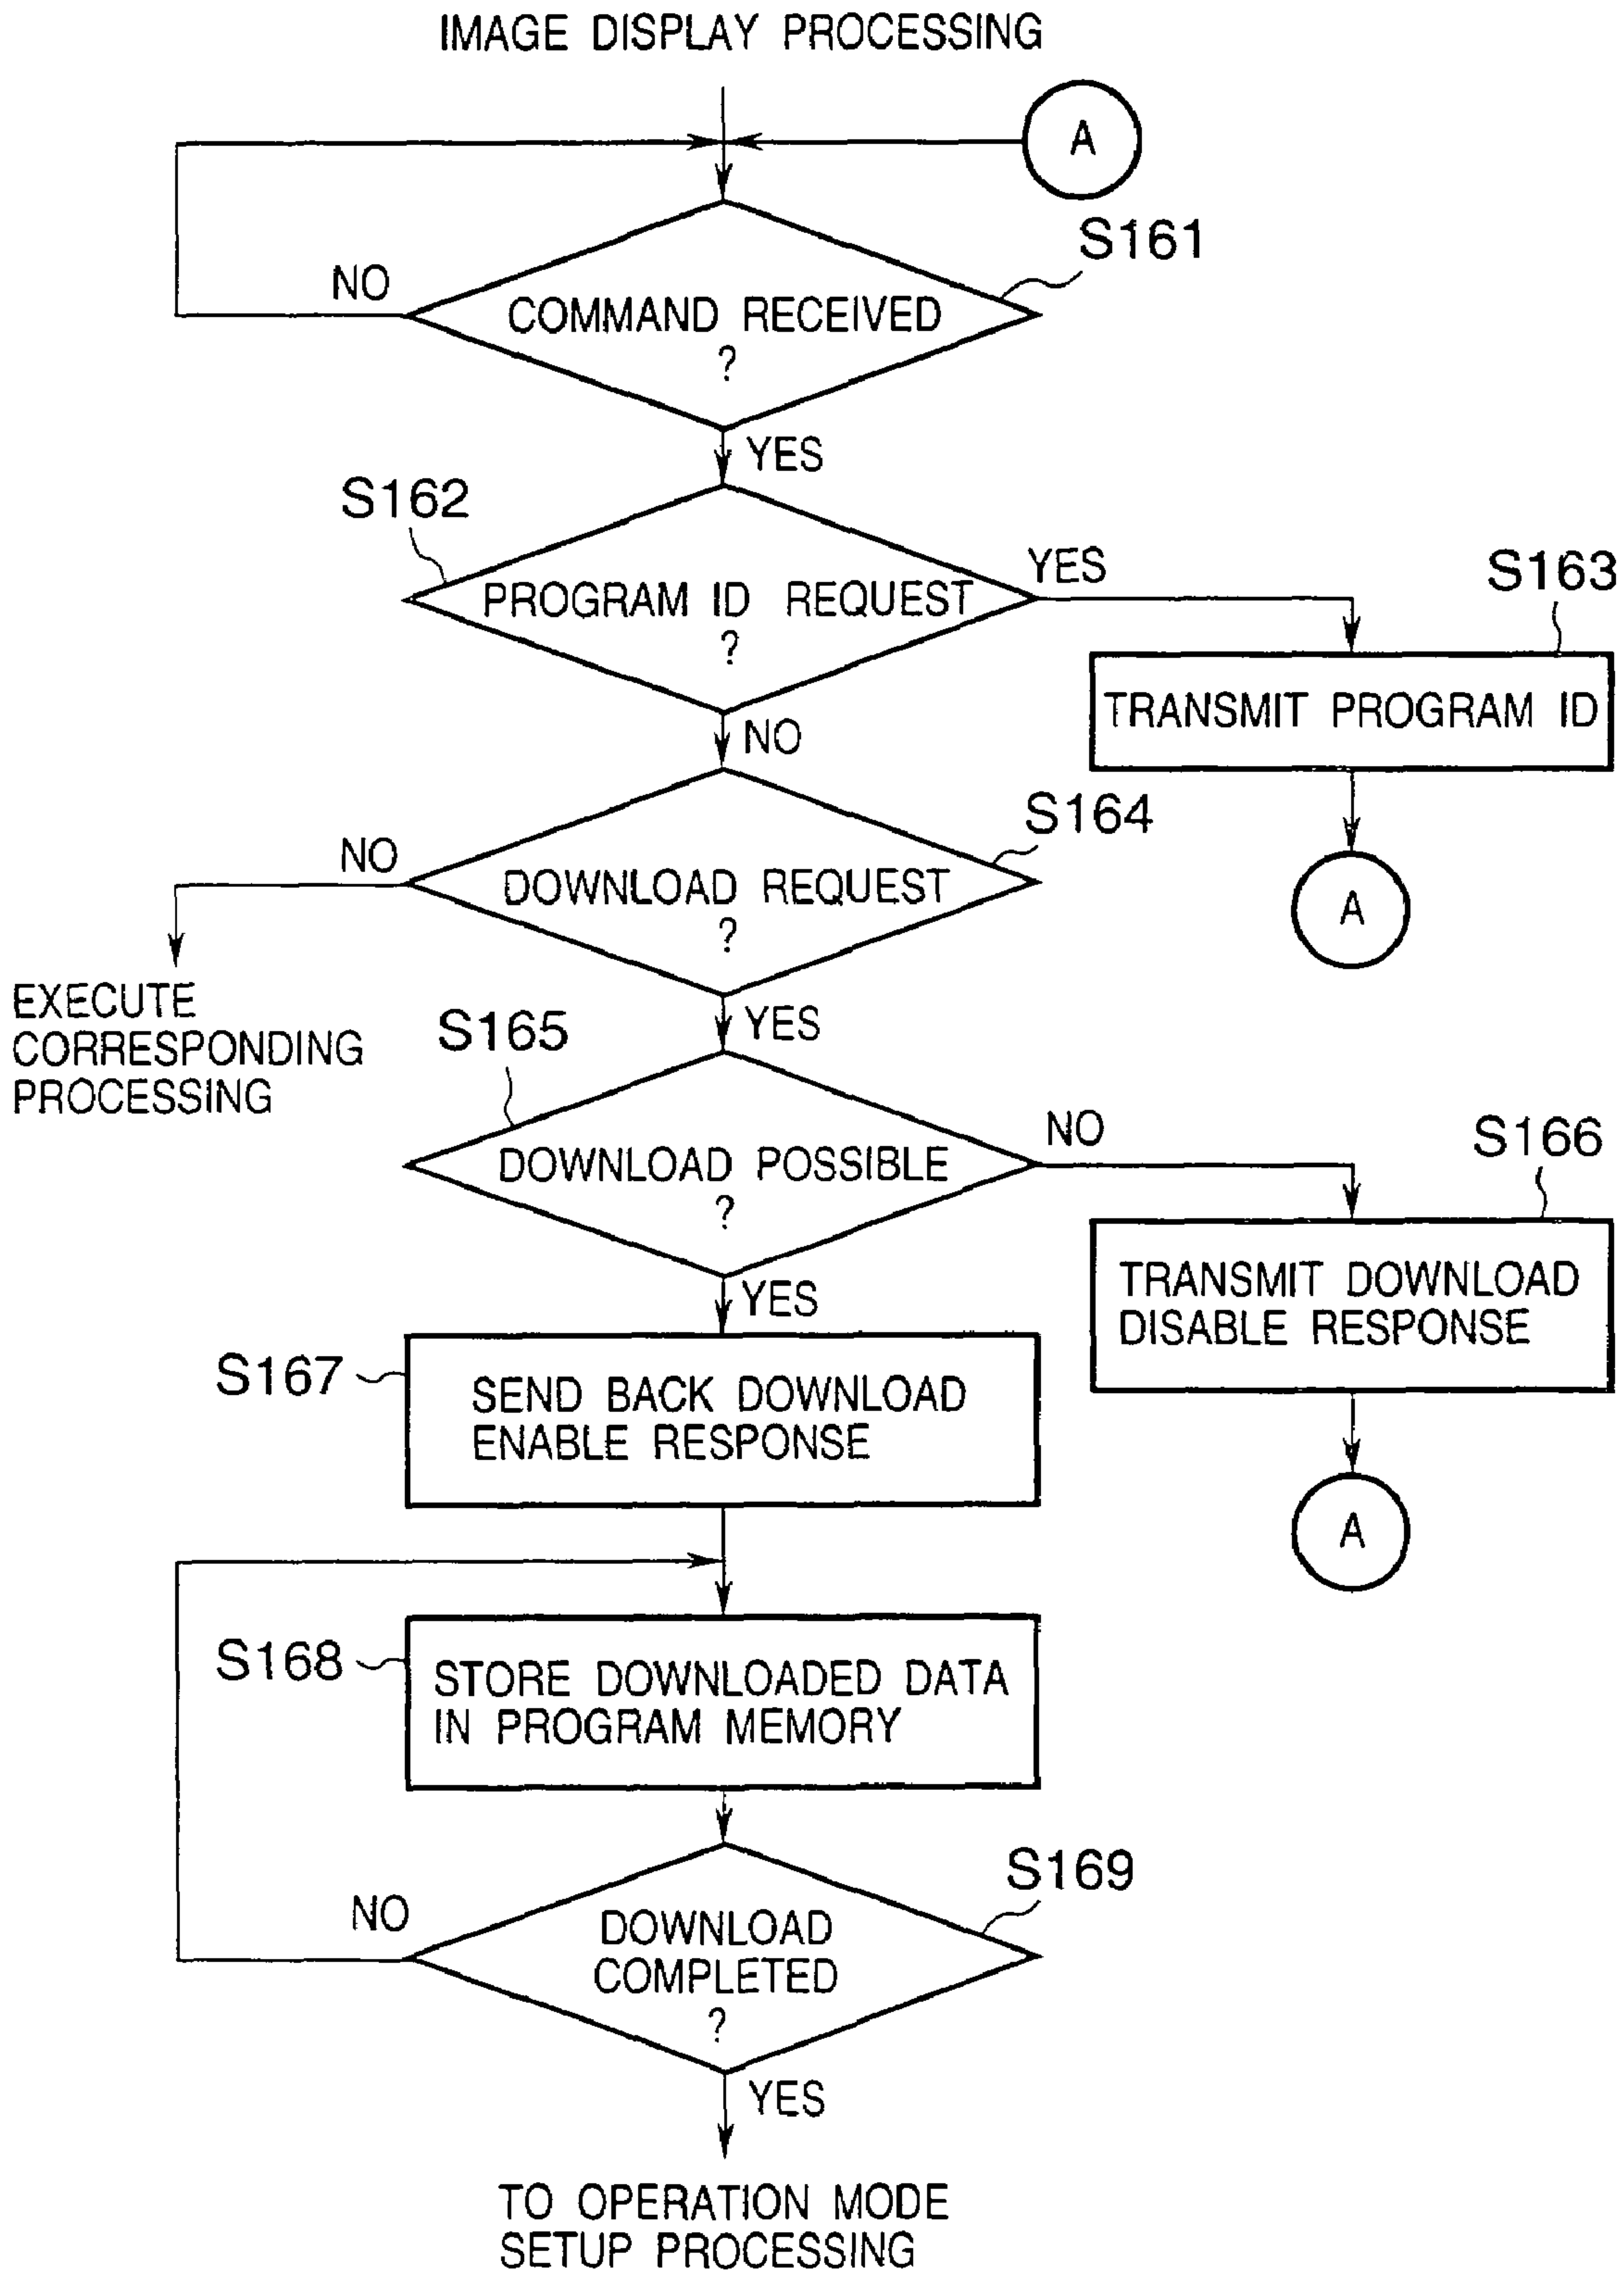 IMAGE DISPLAY PROCESSING
A
S161
NO
COMMAND RECEIVED
?
YES
S162
PROGRAM ID REQUEST
?
YES
S163
TRANSMIT PROGRAM ID
A
NO
S164
NO
DOWNLOAD REQUEST
?
EXECUTE
CORRESPONDING
PROCESSING
YES
S165
DOWNLOAD POSSIBLE
?
NO
S166
TRANSMIT DOWNLOAD
DISABLE RESPONSE
A
YES
S167
SEND BACK DOWNLOAD
ENABLE RESPONSE
S168
STORE DOWNLOADED DATA
IN PROGRAM MEMORY
S169
NO
DOWNLOAD
COMPLETED
?
YES
TO OPERATION MODE
SETUP PROCESSING